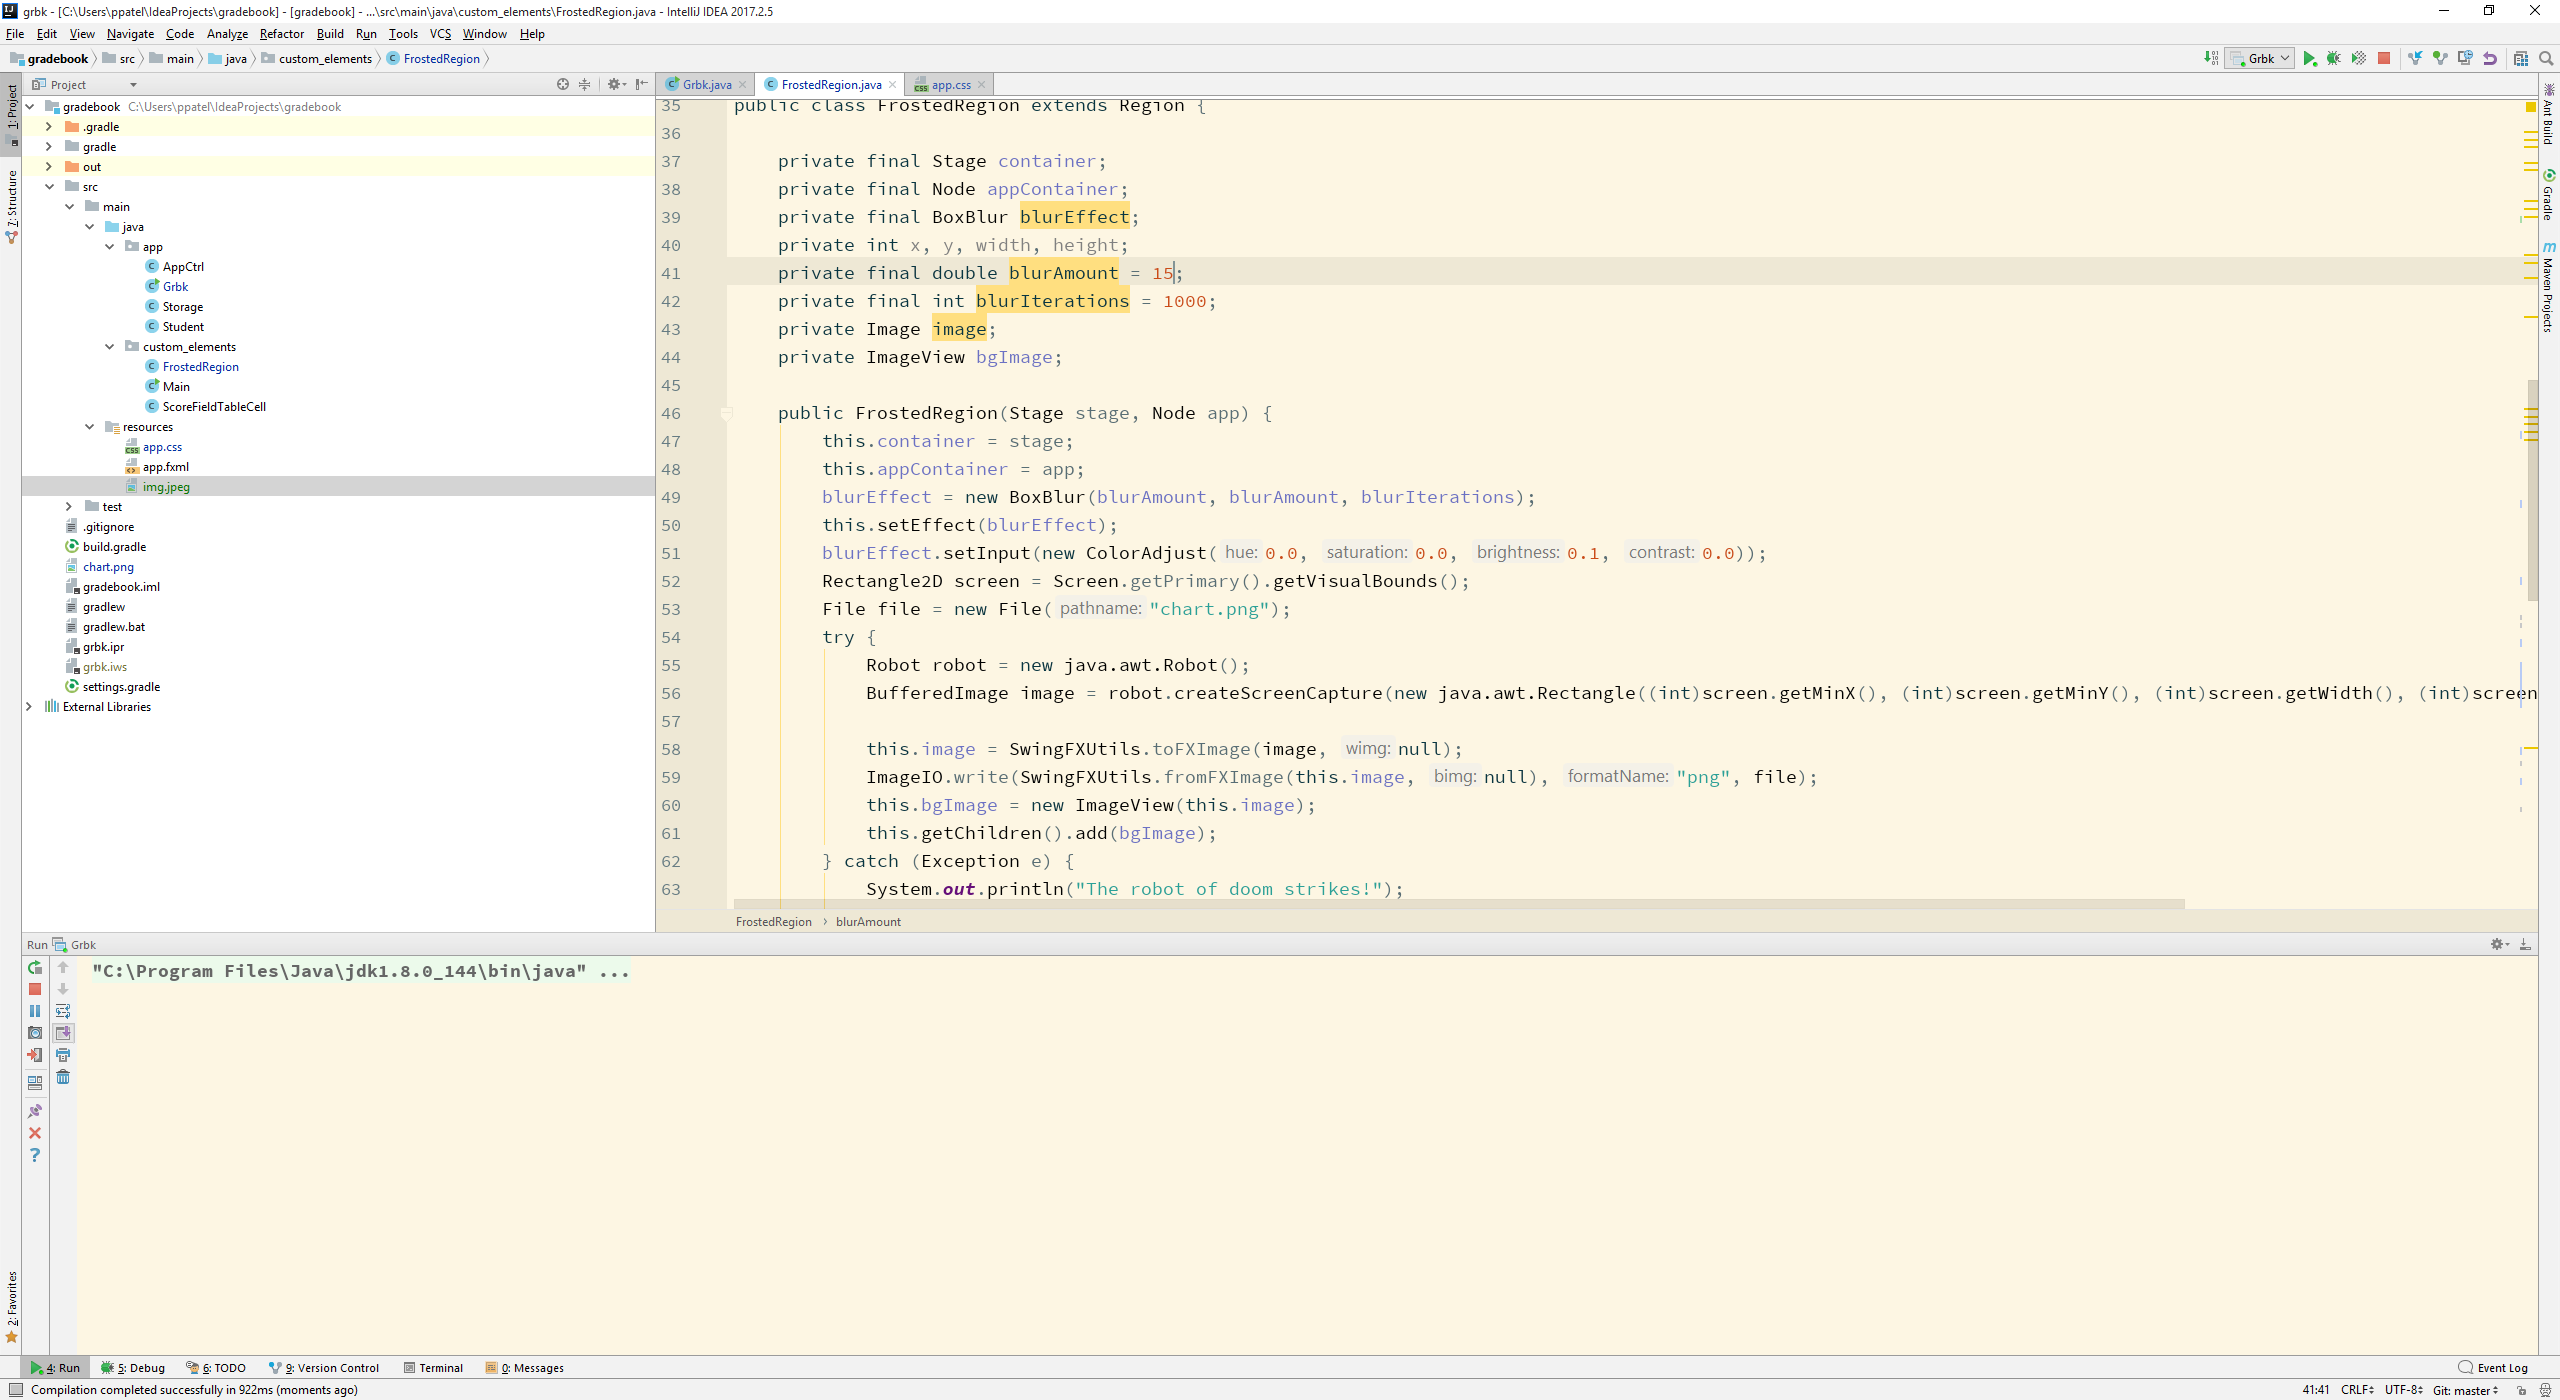 grbk - [C:\Users\ppatel\IdeaProjects\gradebook] - [gradebook] - ...\src\main\java\custom_elements\FrostedRegion.java - IntelliJ IDEA 2017.2.5
File Edit View Navigate Code Analyze Refactor Build Run Tools VCS Window Help
gradebook src main java custom_elements FrostedRegion Grbk
Project
Grbk.java FrostedRegion.java app.css
1: Project
7: Structure
2: Favorites
gradebook C:\Users\ppatel\IdeaProjects\gradebook
.gradle
gradle
out
src
main
java
app
AppCtrl
Grbk
Storage
Student
custom_elements
FrostedRegion
Main
ScoreFieldTableCell
resources
app.css
app.fxml
img.jpeg
test
.gitignore
build.gradle
chart.png
gradebook.iml
gradlew
gradlew.bat
grbk.ipr
grbk.iws
settings.gradle
External Libraries
35 public class FrostedRegion extends Region {
36
37 private final Stage container;
38 private final Node appContainer;
39 private final BoxBlur blurEffect;
40 private int x, y, width, height;
41 private final double blurAmount = 15;
42 private final int blurIterations = 1000;
43 private Image image;
44 private ImageView bgImage;
45
46 public FrostedRegion(Stage stage, Node app) {
47 this.container = stage;
48 this.appContainer = app;
49 blurEffect = new BoxBlur(blurAmount, blurAmount, blurIterations);
50 this.setEffect(blurEffect);
51 blurEffect.setInput(new ColorAdjust( hue: 0.0, saturation: 0.0, brightness: 0.1, contrast: 0.0));
52 Rectangle2D screen = Screen.getPrimary().getVisualBounds();
53 File file = new File( pathname: "chart.png");
54 try {
55 Robot robot = new java.awt.Robot();
56 BufferedImage image = robot.createScreenCapture(new java.awt.Rectangle((int)screen.getMinX(), (int)screen.getMinY(), (int)screen.getWidth(), (int)screen
57
58 this.image = SwingFXUtils.toFXImage(image, wimg: null);
59 ImageIO.write(SwingFXUtils.fromFXImage(this.image, bimg: null), formatName: "png", file);
60 this.bgImage = new ImageView(this.image);
61 this.getChildren().add(bgImage);
62 } catch (Exception e) {
63 System.out.println("The robot of doom strikes!");
FrostedRegion blurAmount
Ant Build
Gradle
Maven Projects
Run Grbk
"C:\Program Files\Java\jdk1.8.0_144\bin\java" ...
4: Run 5: Debug 6: TODO 9: Version Control Terminal 0: Messages Event Log
Compilation completed successfully in 922ms (moments ago) 41:41 CRLF UTF-8 Git: master